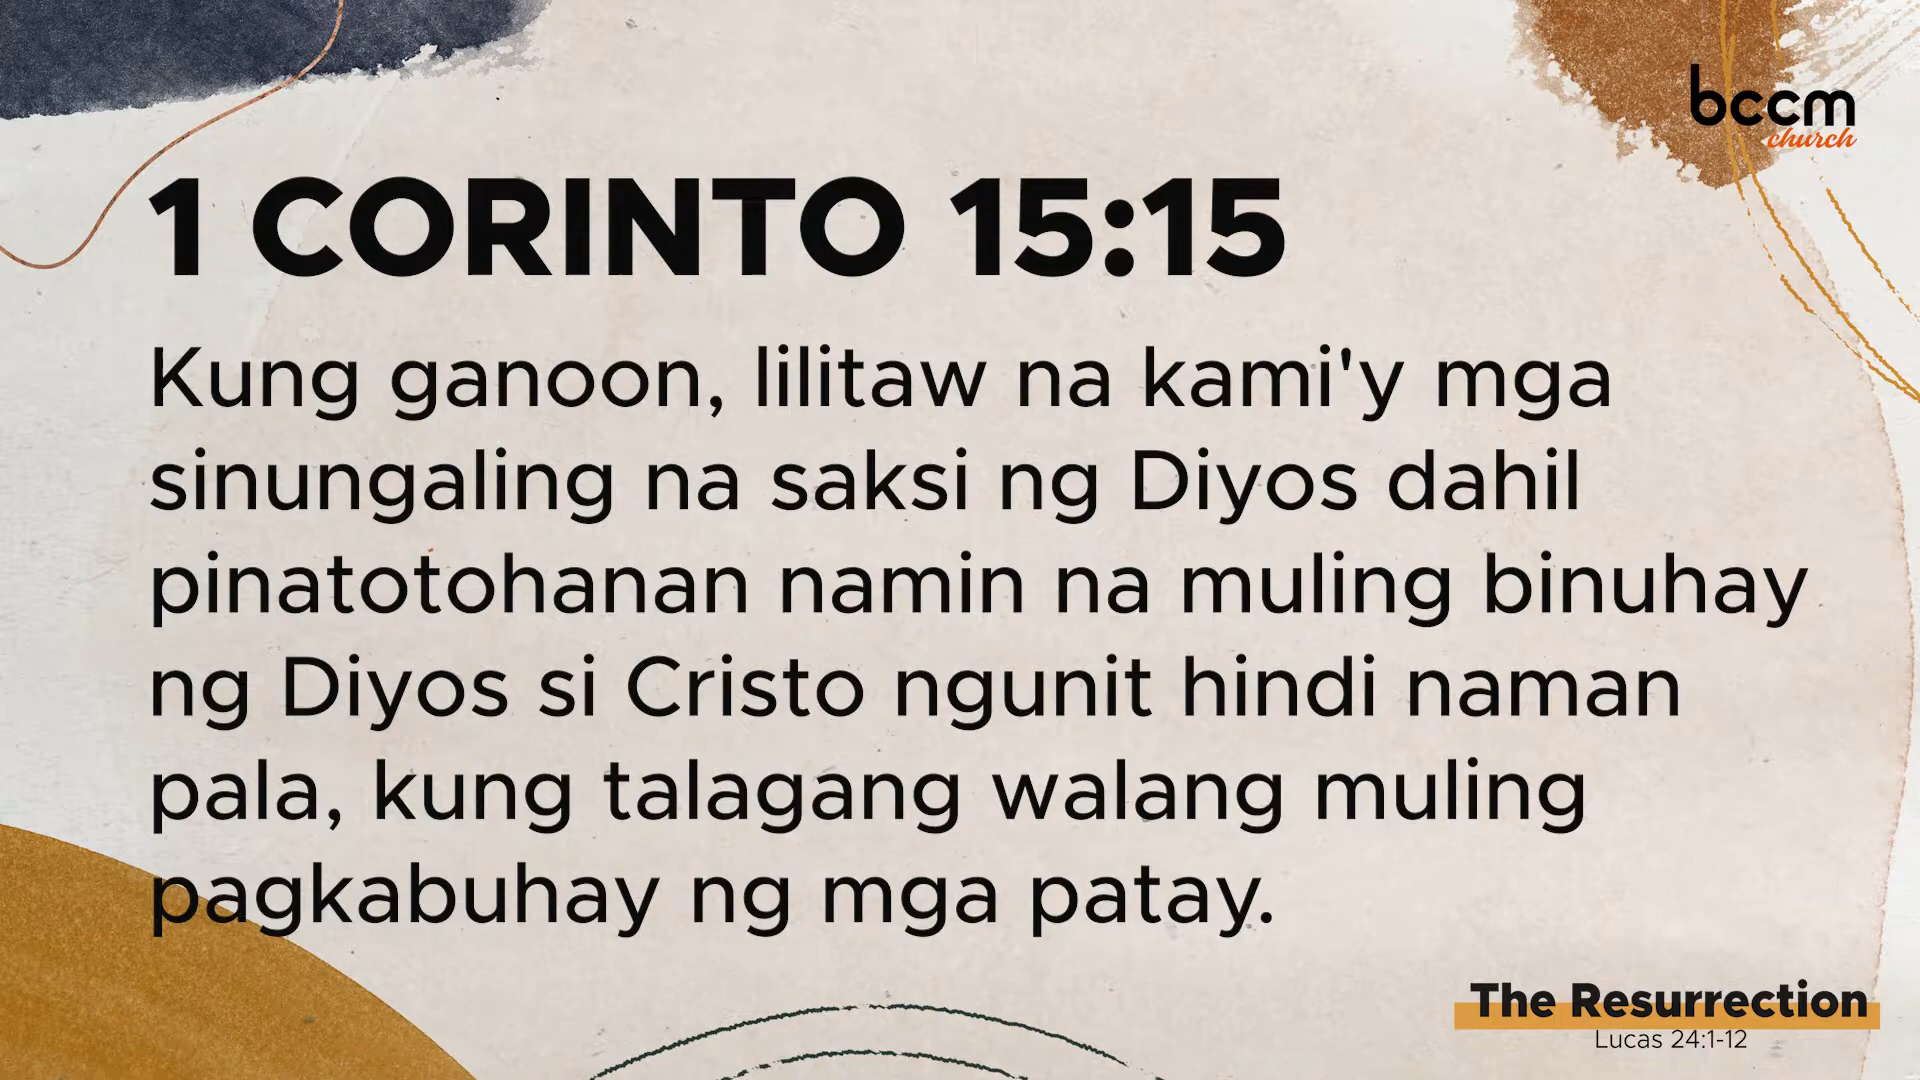 bccm
church
1 CORINTO 15:15
Kung ganoon, lilitaw na kami'y mga
sinungaling na saksi ng Diyos dahil
pinatotohanan namin na muling binuhay
ng Diyos si Cristo ngunit hindi naman
pala, kung talagang walang muling
pagkabuhay ng mga patay.
The Resurrection
Lucas 24:1-12